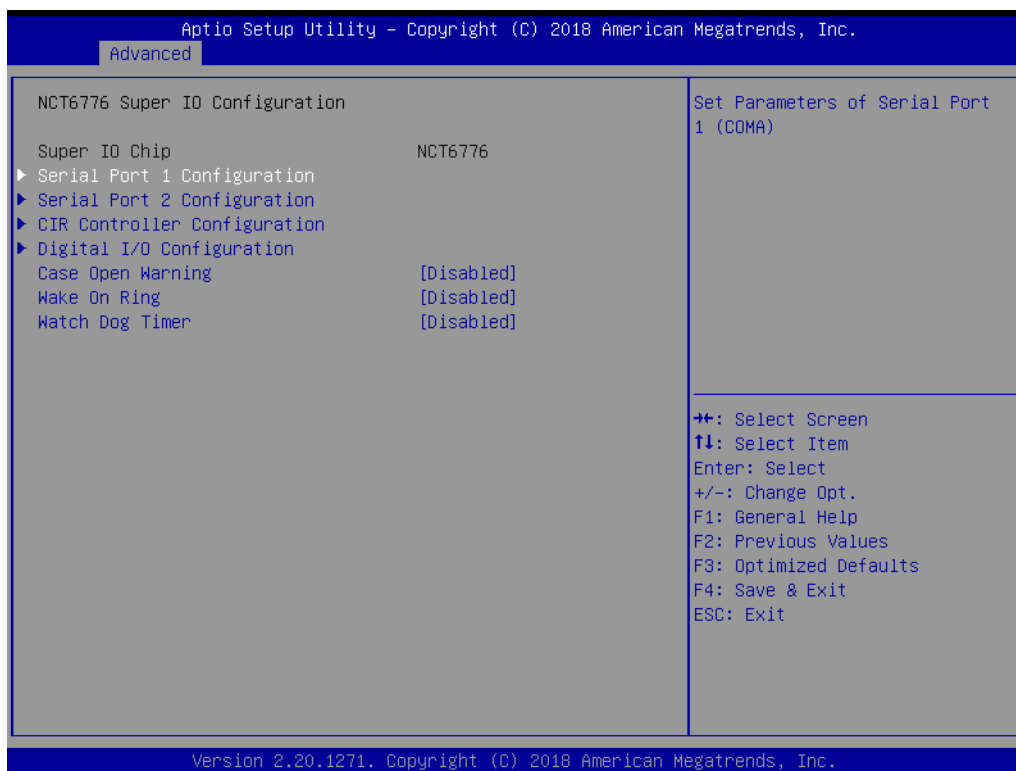 Aptio Setup Utility – Copyright (C) 2018 American Megatrends, Inc.
Advanced
NCT6776 Super IO Configuration
Super IO Chip NCT6776
▶ Serial Port 1 Configuration
▶ Serial Port 2 Configuration
▶ CIR Controller Configuration
▶ Digital I/O Configuration
Case Open Warning [Disabled]
Wake On Ring [Disabled]
Watch Dog Timer [Disabled]
Set Parameters of Serial Port
1 (COMA)
→←: Select Screen
↑↓: Select Item
Enter: Select
+/-: Change Opt.
F1: General Help
F2: Previous Values
F3: Optimized Defaults
F4: Save & Exit
ESC: Exit
Version 2.20.1271. Copyright (C) 2018 American Megatrends, Inc.